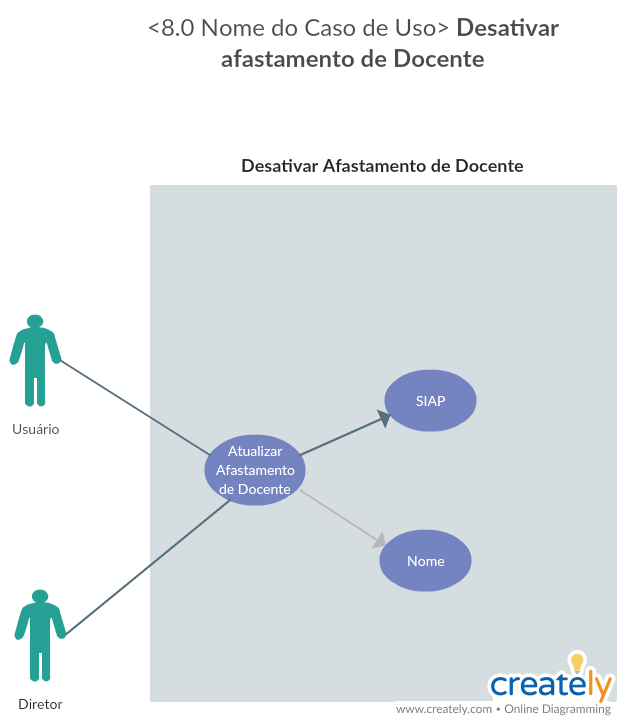 <8.0 Nome do Caso de Uso> Desativar
afastamento de Docente
Desativar Afastamento de Docente
Usuário
SIAP
Atualizar
Afastamento
de Docente
Nome
Diretor
creately
www.creately.com • Online Diagramming